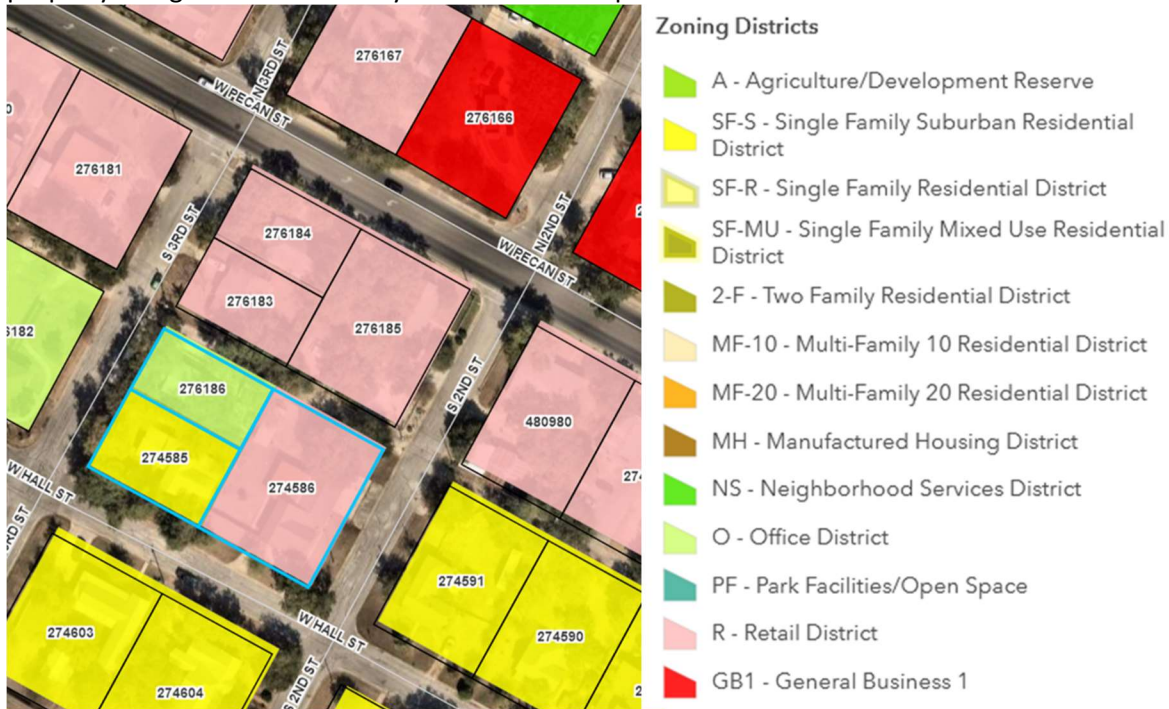 276167
N 3RD ST
W PECAN ST
276166
276181
S 3RD ST
276184
N 2ND ST
W PECAN ST
276183
276185
276186
S 2ND ST
480980
274585
274586
W HALL ST
274591
274603
W HALL ST
274590
274604
S 2ND ST
Zoning Districts
A - Agriculture/Development Reserve
SF-S - Single Family Suburban Residential
District
SF-R - Single Family Residential District
SF-MU - Single Family Mixed Use Residential
District
2-F - Two Family Residential District
MF-10 - Multi-Family 10 Residential District
MF-20 - Multi-Family 20 Residential District
MH - Manufactured Housing District
NS - Neighborhood Services District
O - Office District
PF - Park Facilities/Open Space
R - Retail District
GB1 - General Business 1